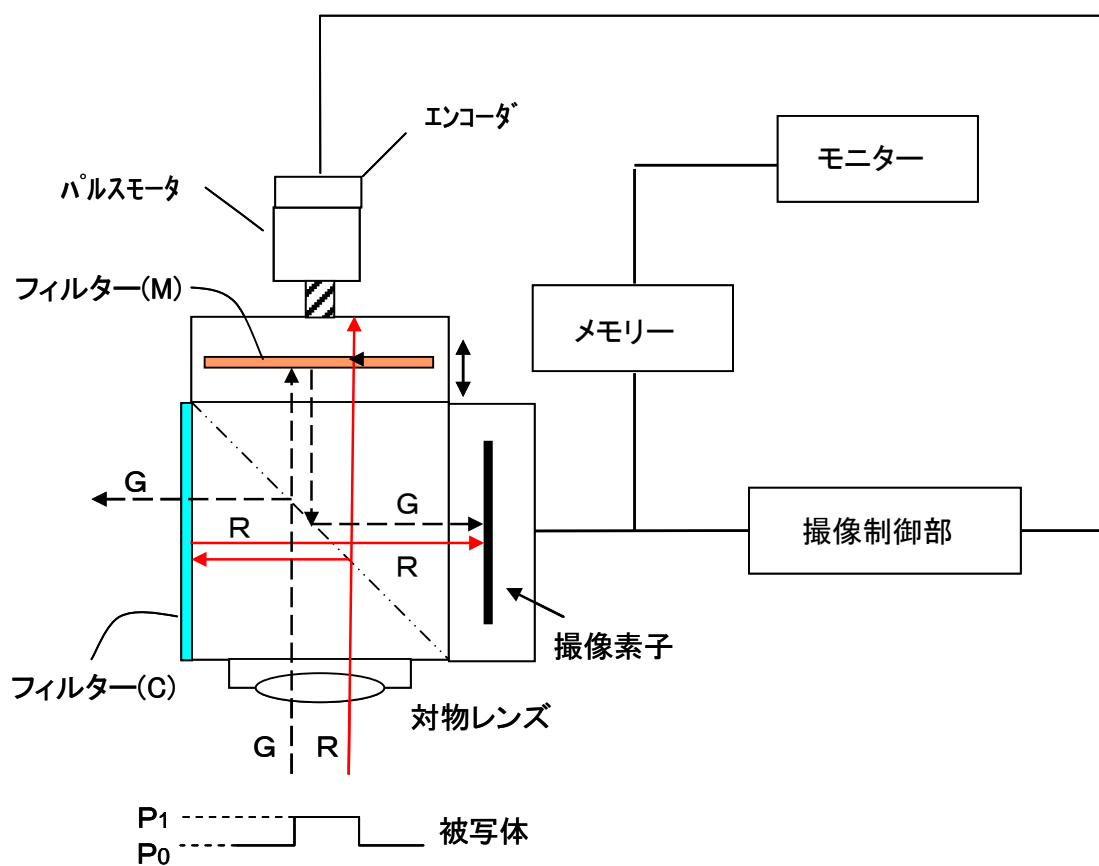 エンコーダ
パルスモータ
モニター
フィルター(M)
メモリー
G
G
R
R
撮像制御部
撮像素子
フィルター(C)
対物レンズ
G
R
P1
被写体
P0